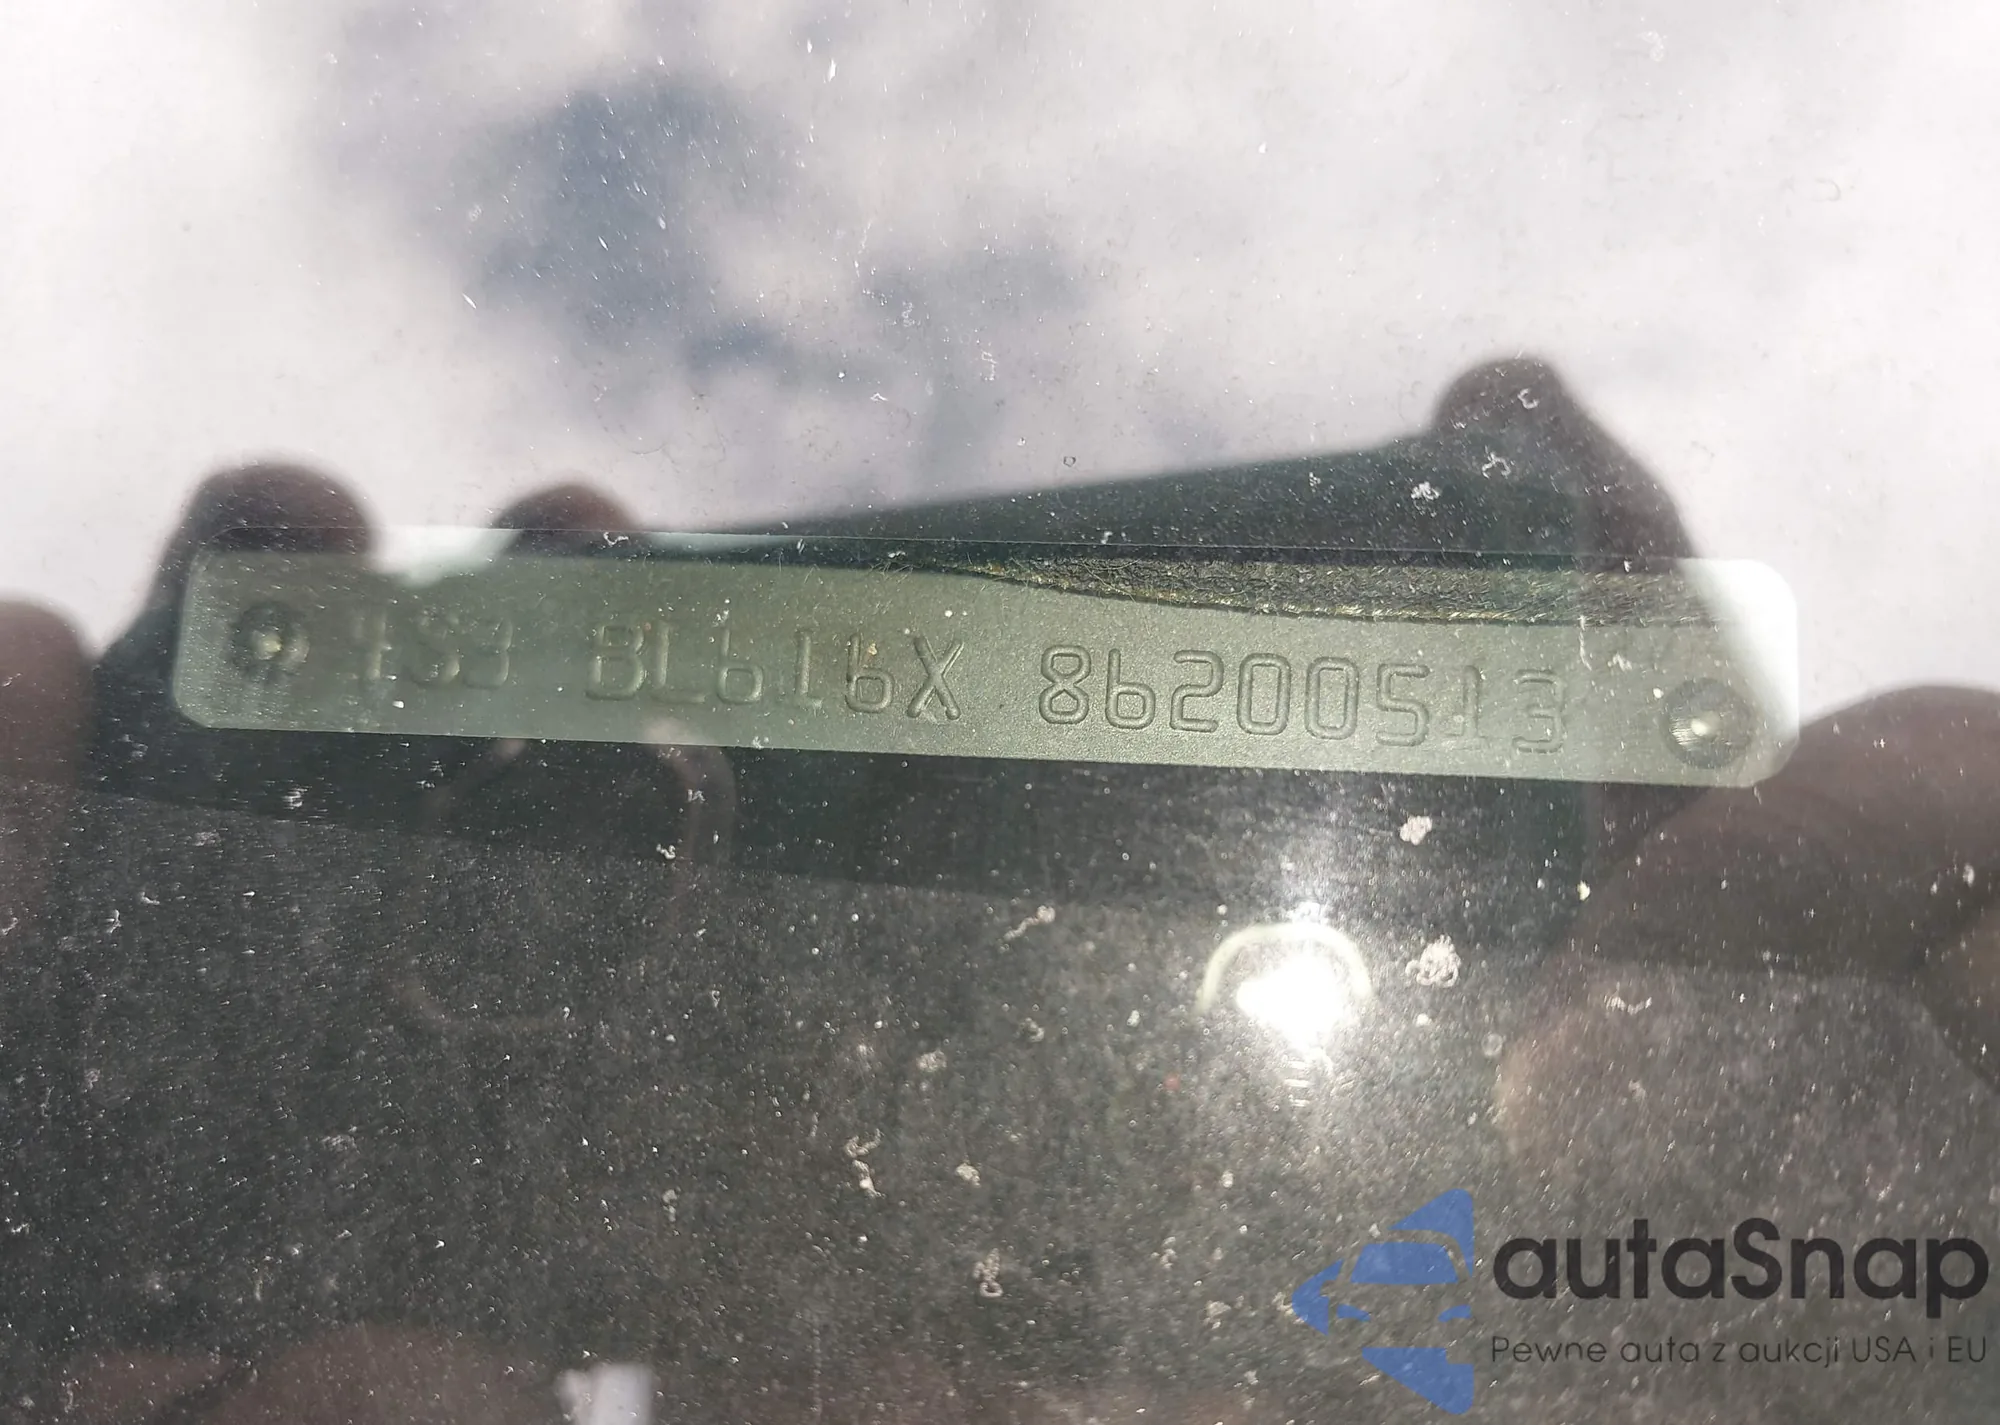 4S3 BL616X 86200513
autaSnap
Pewne auta z aukcji USA i EU